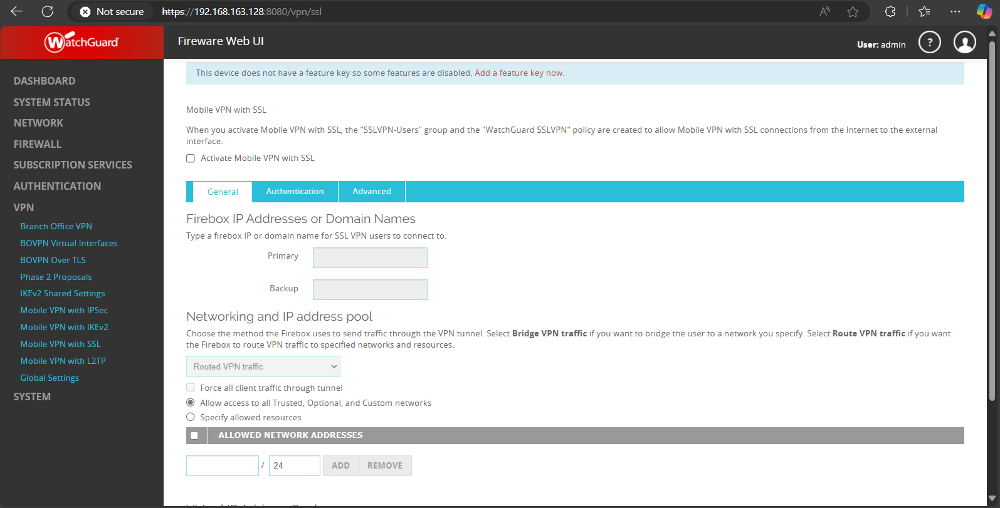 Not secure
https://192.168.163.128:8080/vpn/ssl
WatchGuard
Fireware Web UI
User: admin
?
DASHBOARD
SYSTEM STATUS
NETWORK
FIREWALL
SUBSCRIPTION SERVICES
AUTHENTICATION
VPN
Branch Office VPN
BOVPN Virtual Interfaces
BOVPN Over TLS
Phase 2 Proposals
IKEv2 Shared Settings
Mobile VPN with IPSec
Mobile VPN with IKEv2
Mobile VPN with SSL
Mobile VPN with L2TP
Global Settings
SYSTEM
This device does not have a feature key so some features are disabled. Add a feature key now.
Mobile VPN with SSL
When you activate Mobile VPN with SSL, the "SSLVPN-Users" group and the "WatchGuard SSLVPN" policy are created to allow Mobile VPN with SSL connections from the Internet to the external
interface.
Activate Mobile VPN with SSL
General Authentication Advanced
Firebox IP Addresses or Domain Names
Type a firebox IP or domain name for SSL VPN users to connect to.
Primary
Backup
Networking and IP address pool
Choose the method the Firebox uses to send traffic through the VPN tunnel. Select Bridge VPN traffic if you want to bridge the user to a network you specify. Select Route VPN traffic if you want
the Firebox to route VPN traffic to specified networks and resources.
Routed VPN traffic
Force all client traffic through tunnel
Allow access to all Trusted, Optional, and Custom networks
Specify allowed resources
ALLOWED NETWORK ADDRESSES
/ 24 ADD REMOVE